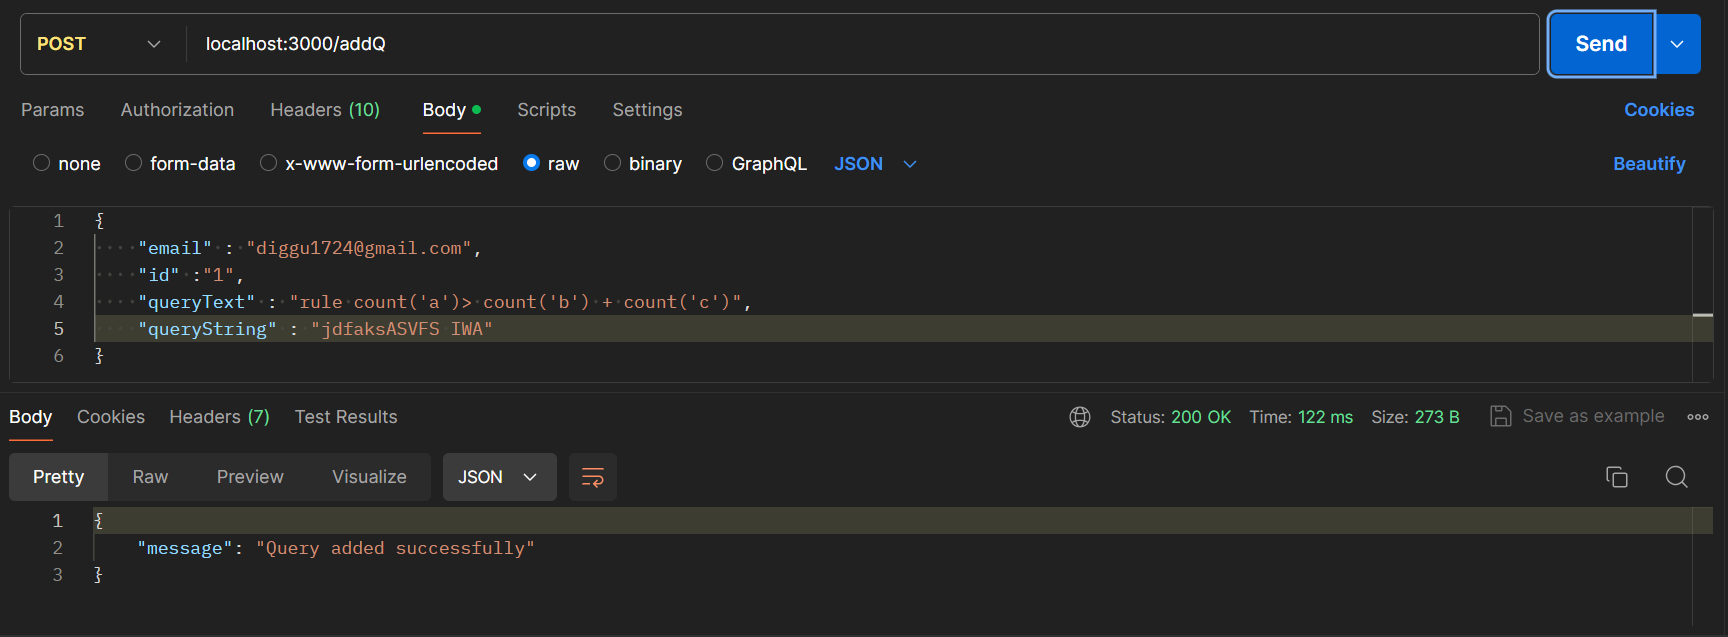 POST localhost:3000/addQ Send
Params Authorization Headers (10) Body Scripts Settings Cookies
none form-data x-www-form-urlencoded raw binary GraphQL JSON Beautify
1 {
2 ····"email"·:·"diggu1724@gmail.com",
3 ····"id"·:"1",
4 ····"queryText"·:·"rule·count('a')>·count('b')·+·count('c')",
5 ····"queryString"·:·"jdfaksASVFS·IWA"
6 }
Body Cookies Headers (7) Test Results Status: 200 OK Time: 122 ms Size: 273 B Save as example
Pretty Raw Preview Visualize JSON
1 {
2 "message": "Query added successfully"
3 }